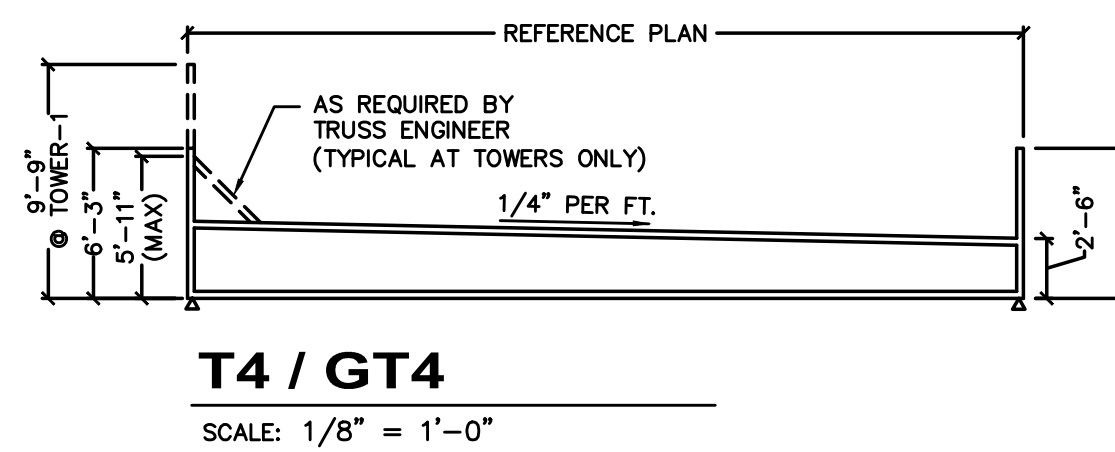 REFERENCE PLAN
AS REQUIRED BY
TRUSS ENGINEER
(TYPICAL AT TOWERS ONLY)
1/4" PER FT.
9'-9"
@ TOWER-1
6'-3"
5'-11"
(MAX)
2'-6"
T4 / GT4
SCALE: 1/8" = 1'-0"